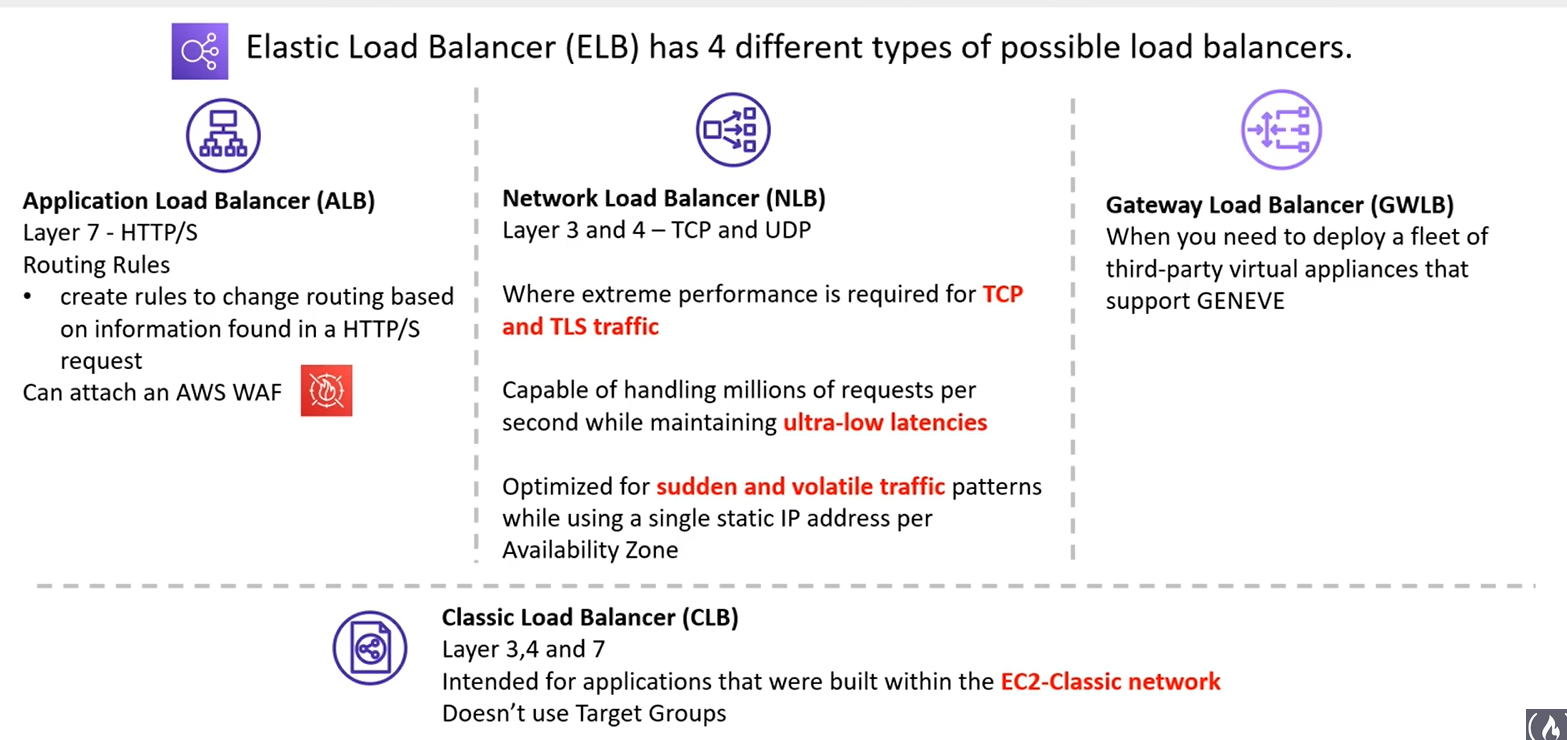 Elastic Load Balancer (ELB) has 4 different types of possible load balancers.
Application Load Balancer (ALB)
Layer 7 - HTTP/S
Routing Rules
• create rules to change routing based
on information found in a HTTP/S
request
Can attach an AWS WAF
Network Load Balancer (NLB)
Layer 3 and 4 – TCP and UDP
Where extreme performance is required for TCP
and TLS traffic
Capable of handling millions of requests per
second while maintaining ultra-low latencies
Optimized for sudden and volatile traffic patterns
while using a single static IP address per
Availability Zone
Gateway Load Balancer (GWLB)
When you need to deploy a fleet of
third-party virtual appliances that
support GENEVE
Classic Load Balancer (CLB)
Layer 3,4 and 7
Intended for applications that were built within the EC2-Classic network
Doesn’t use Target Groups